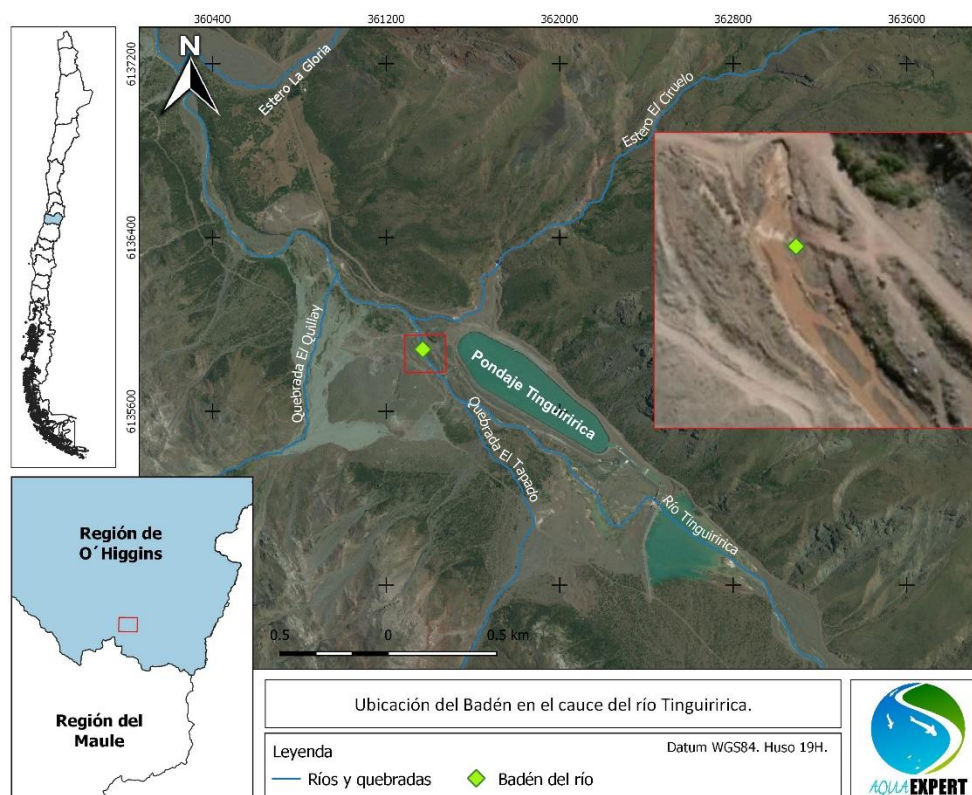 360400
361200
362000
362800
363600
6137200
6136400
6135600
N
Estero La Gloria
Estero El Ciruelo
Quebrada El Quillay
Pondaje Tinguiririca
Quebrada El Tapado
Río Tinguiririca
0.5
0
0.5 km
Región de
O´Higgins
Región del
Maule
Ubicación del Badén en el cauce del río Tinguiririca.
Leyenda
Datum WGS84. Huso 19H.
Ríos y quebradas
Badén del río
AQUAEXPERT